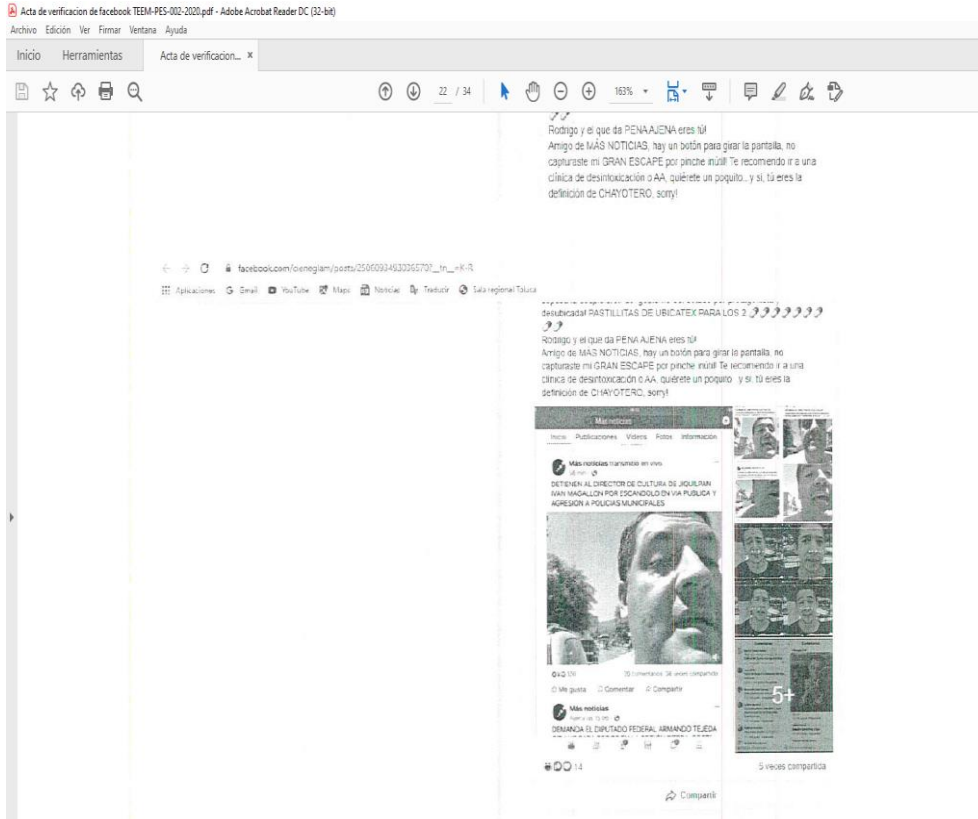 Acta de verificacion de facebook TEEM-PES-002-2020.pdf - Adobe Acrobat Reader DC (32-bit)
Archivo Edición Ver Firmar Ventana Ayuda
Inicio Herramientas Acta de verificacion... x
22 / 34 163%
Rodrigo y el que da PENA AJENA eres tú!
Amigo de MÁS NOTICIAS, hay un botón para girar la pantalla, no
capturaste mi GRAN ESCAPE por pinche inútil! Te recomiendo ir a una
clínica de desintoxicación o AA, quiérete un poquito.. y si, tú eres la
definición de CHAYOTERO, sorry!
Aplicaciones Gmail YouTube Maps Noticias Traducir Sala regional Toluca
desubicada! PASTILLITAS DE UBICATEX PARA LOS 2
Rodrigo y el que da PENA AJENA eres tú!
Amigo de MÁS NOTICIAS, hay un botón para girar la pantalla, no
capturaste mi GRAN ESCAPE por pinche inútil! Te recomiendo ir a una
clínica de desintoxicación o AA, quiérete un poquito y si, tú eres la
definición de CHAYOTERO, sorry!
Más noticias
Inicio Publicaciones Videos Fotos Información
Más noticias transmitió en vivo
DETIENEN AL DIRECTOR DE CULTURA DE JIQUILPAN
IVAN MAGALLON POR ESCANDOLO EN VIA PUBLICA Y
AGRESION A POLICIAS MUNICIPALES
Me gusta Comentar Compartir
Más noticias
DEMANDA EL DIPUTADO FEDERAL ARMANDO TEJEDA
5+
14 5 veces compartida
Compartir